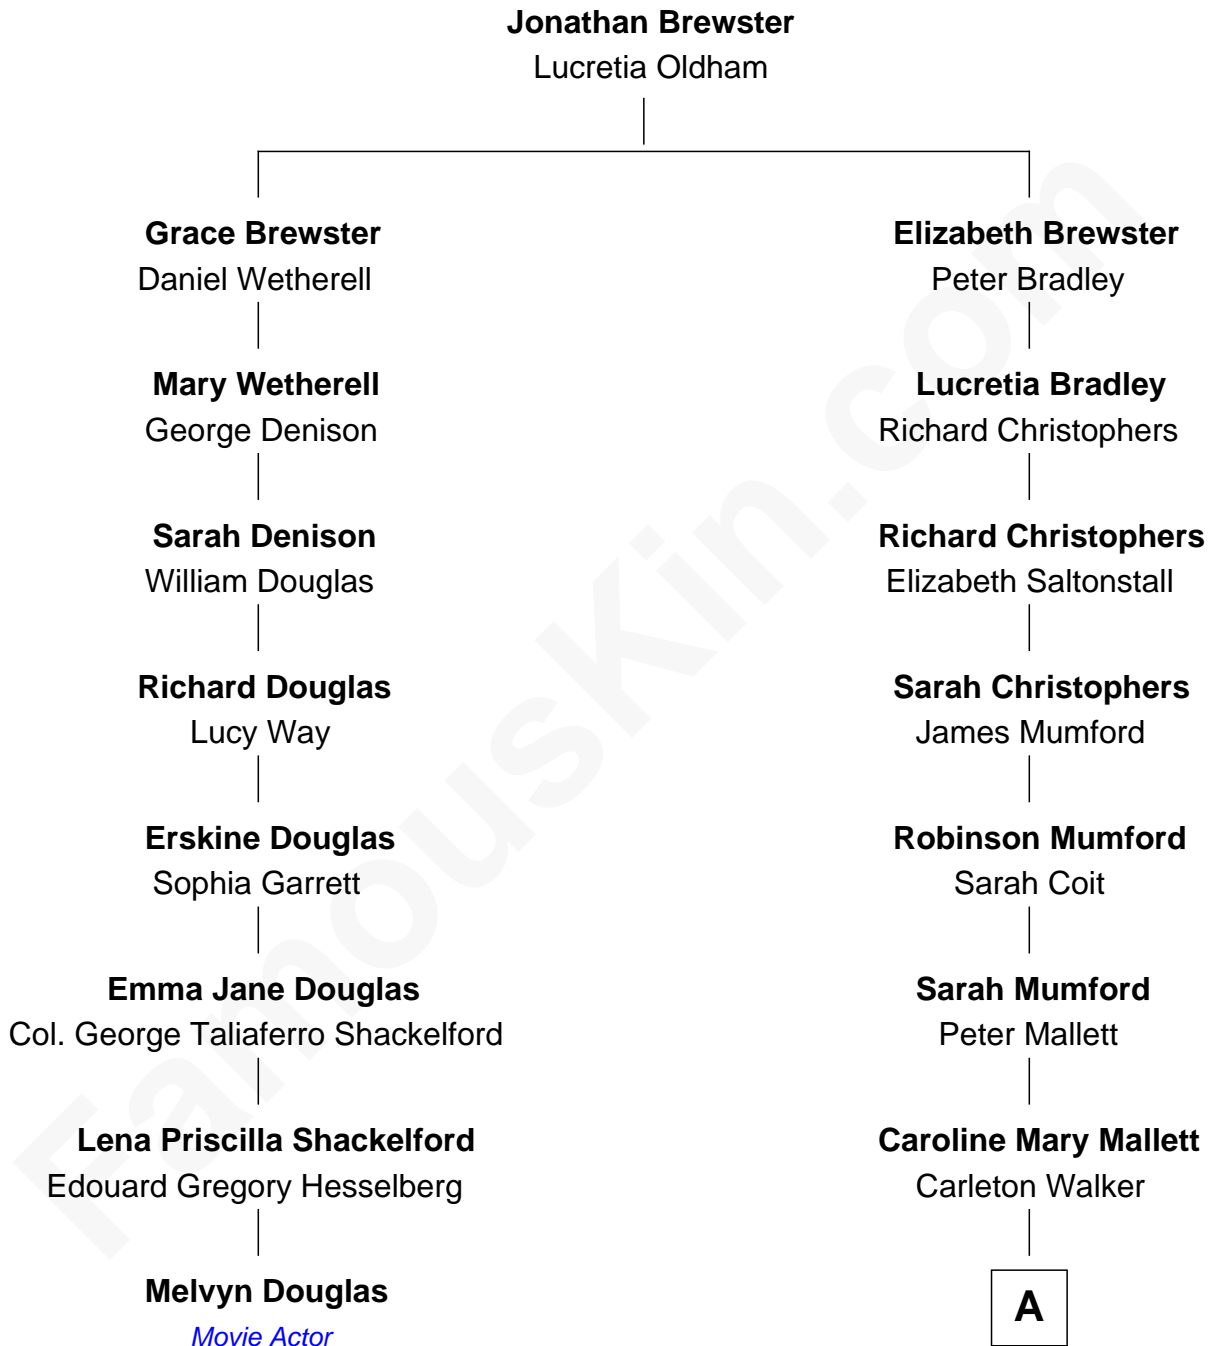 Jonathan Brewster
Lucretia Oldham
Grace Brewster
Daniel Wetherell
Mary Wetherell
George Denison
Sarah Denison
William Douglas
Richard Douglas
Lucy Way
Erskine Douglas
Sophia Garrett
Emma Jane Douglas
Col. George Taliaferro Shackelford
Lena Priscilla Shackelford
Edouard Gregory Hesselberg
Melvyn Douglas
Movie Actor
Elizabeth Brewster
Peter Bradley
Lucretia Bradley
Richard Christophers
Richard Christophers
Elizabeth Saltonstall
Sarah Christophers
James Mumford
Robinson Mumford
Sarah Coit
Sarah Mumford
Peter Mallett
Caroline Mary Mallett
Carleton Walker
A
FamousKin.com